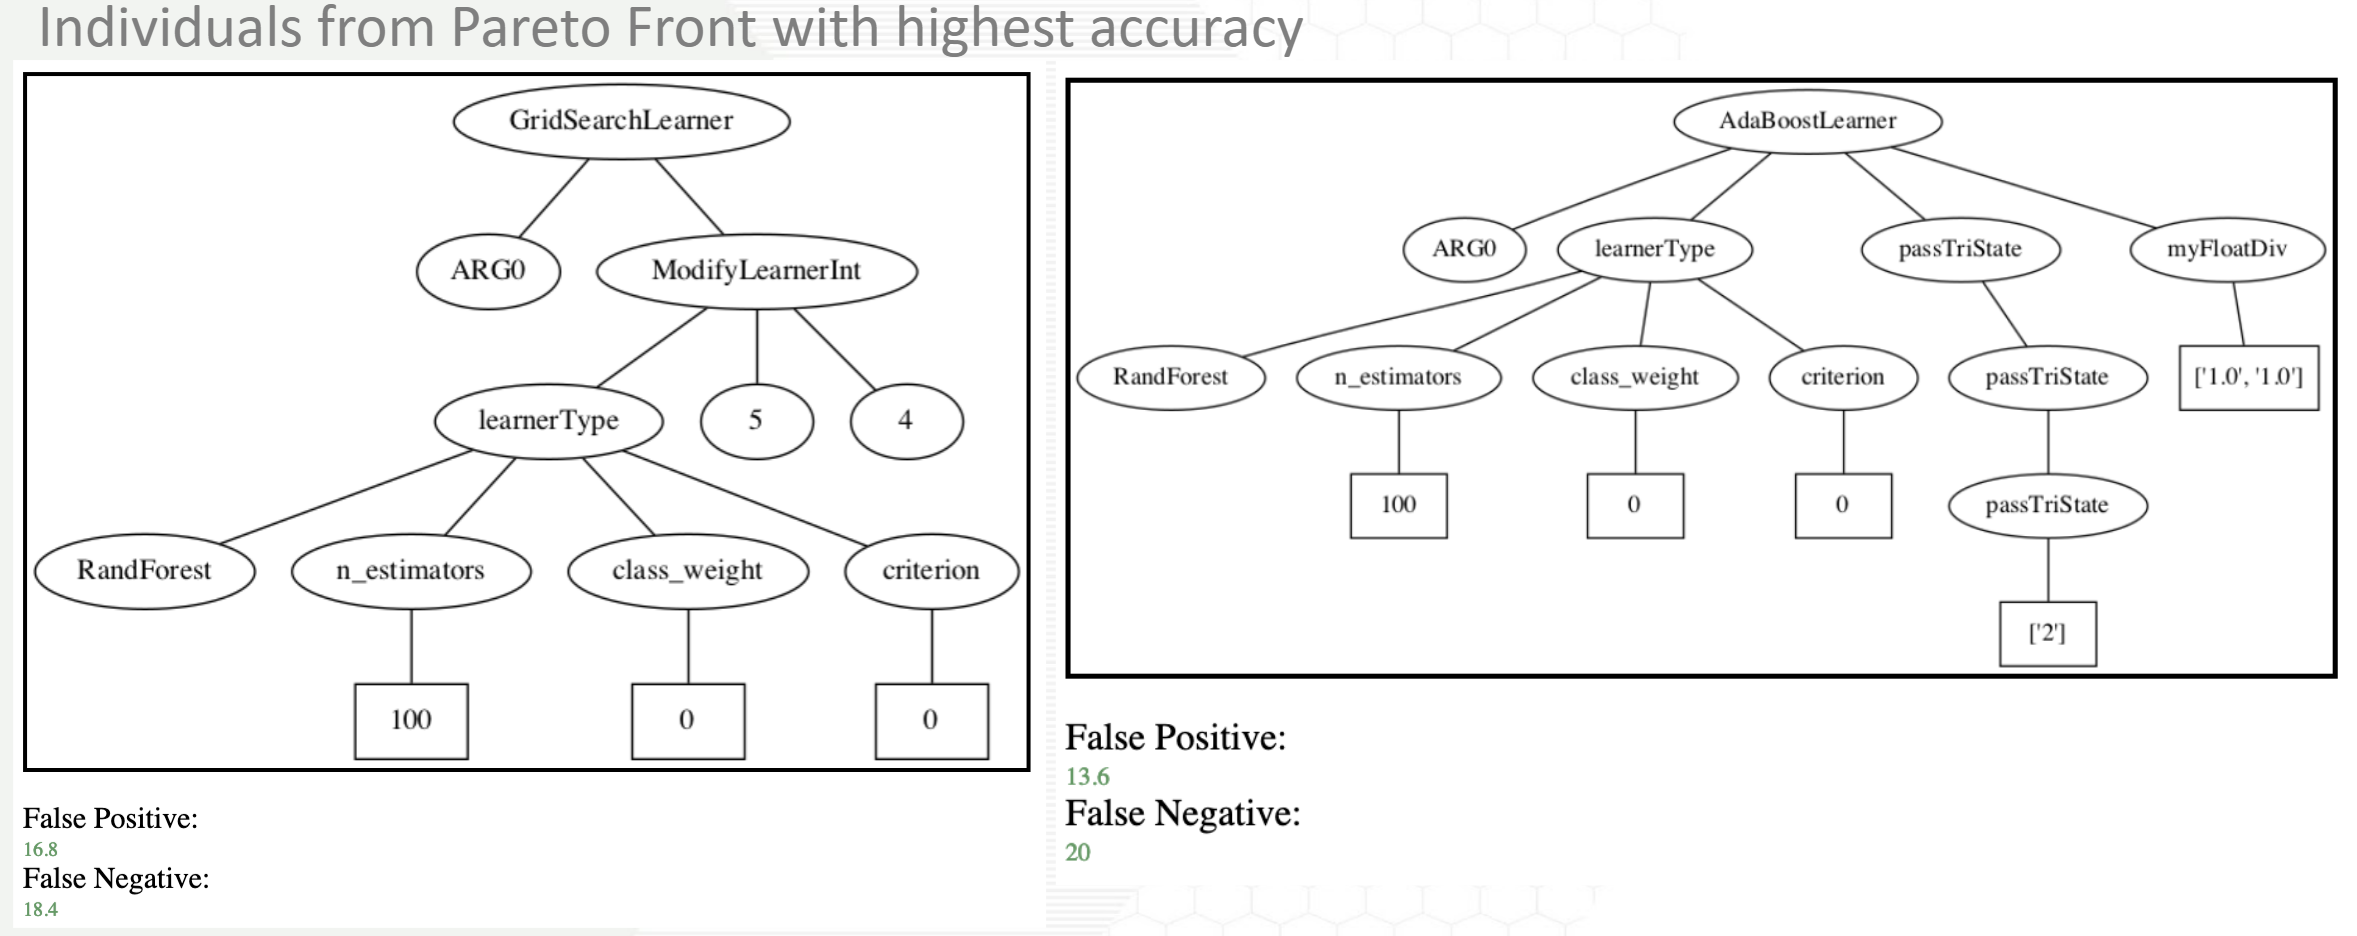 Individuals from Pareto Front with highest accuracy
GridSearchLearner
ARG0
ModifyLearnerInt
learnerType
5
4
RandForest
n_estimators
class_weight
criterion
100
0
0
False Positive:
16.8
False Negative:
18.4
AdaBoostLearner
ARG0
learnerType
passTriState
myFloatDiv
RandForest
n_estimators
class_weight
criterion
passTriState
['1.0', '1.0']
100
0
0
passTriState
['2']
False Positive:
13.6
False Negative:
20